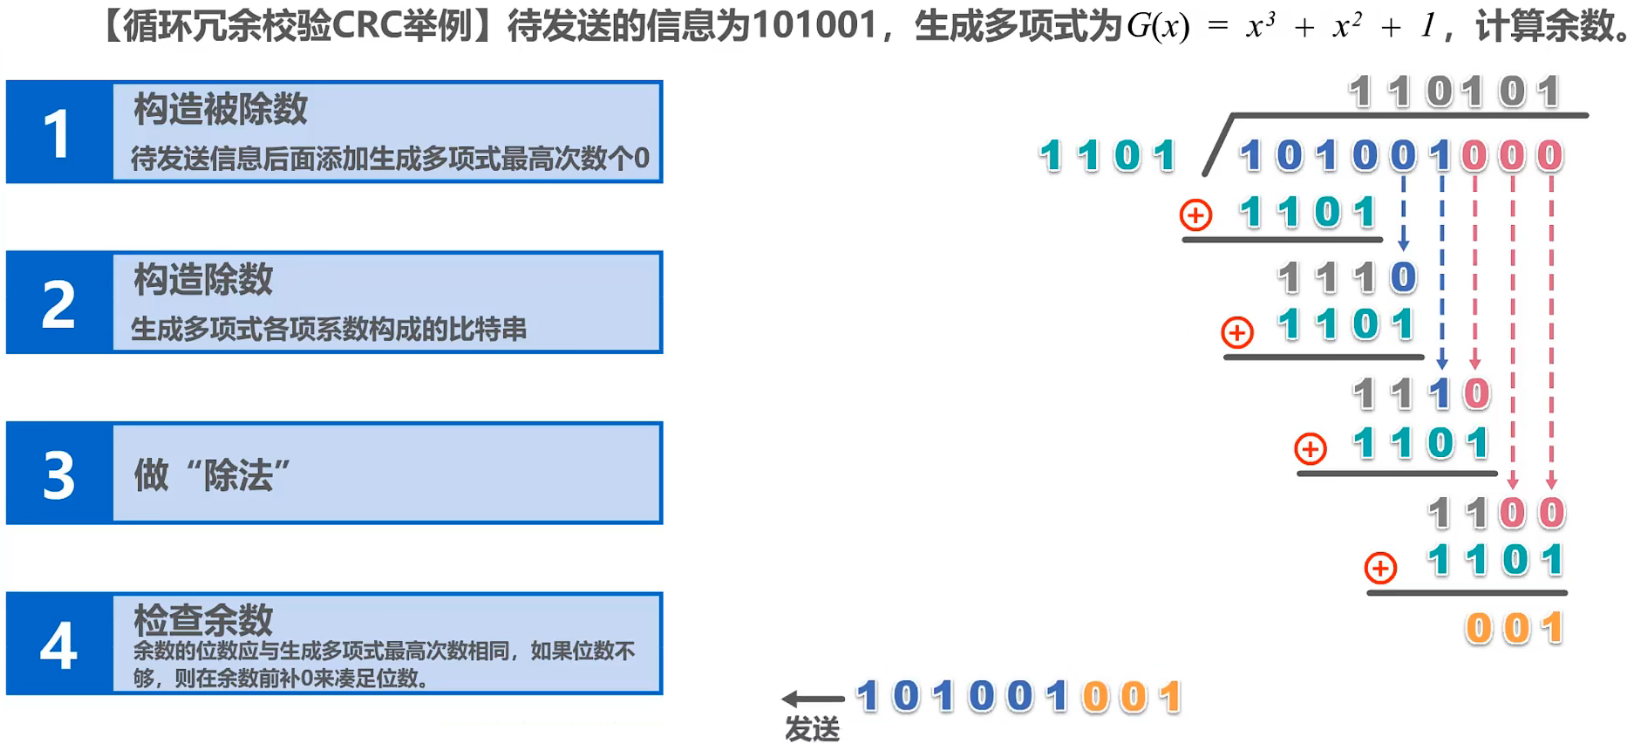 【循环冗余校验CRC举例】待发送的信息为101001，生成多项式为G(x) = x³ + x² + 1，计算余数。
1
构造被除数
待发送信息后面添加生成多项式最高次数个0
2
构造除数
生成多项式各项系数构成的比特串
3
做“除法”
4
检查余数
余数的位数应与生成多项式最高次数相同，如果位数不
够，则在余数前补0来凑足位数。
1 1 0 1 0 1
1 1 0 1
1 0 1 0 0 1 0 0 0
+ 1 1 0 1
1 1 1 0
+ 1 1 0 1
1 1 1 0
+ 1 1 0 1
1 1 0 0
+ 1 1 0 1
0 0 1
1 0 1 0 0 1 0 0 1
发送